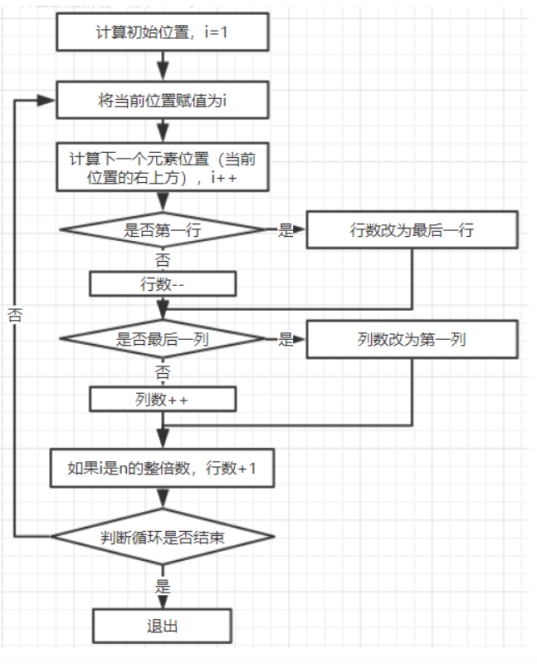 计算初始位置，i=1
将当前位置赋值为i
计算下一个元素位置（当前
位置的右上方），i++
是否第一行
是
行数改为最后一行
否
行数--
否
是否最后一列
是
列数改为第一列
否
列数++
如果i是n的整倍数，行数+1
判断循环是否结束
是
退出